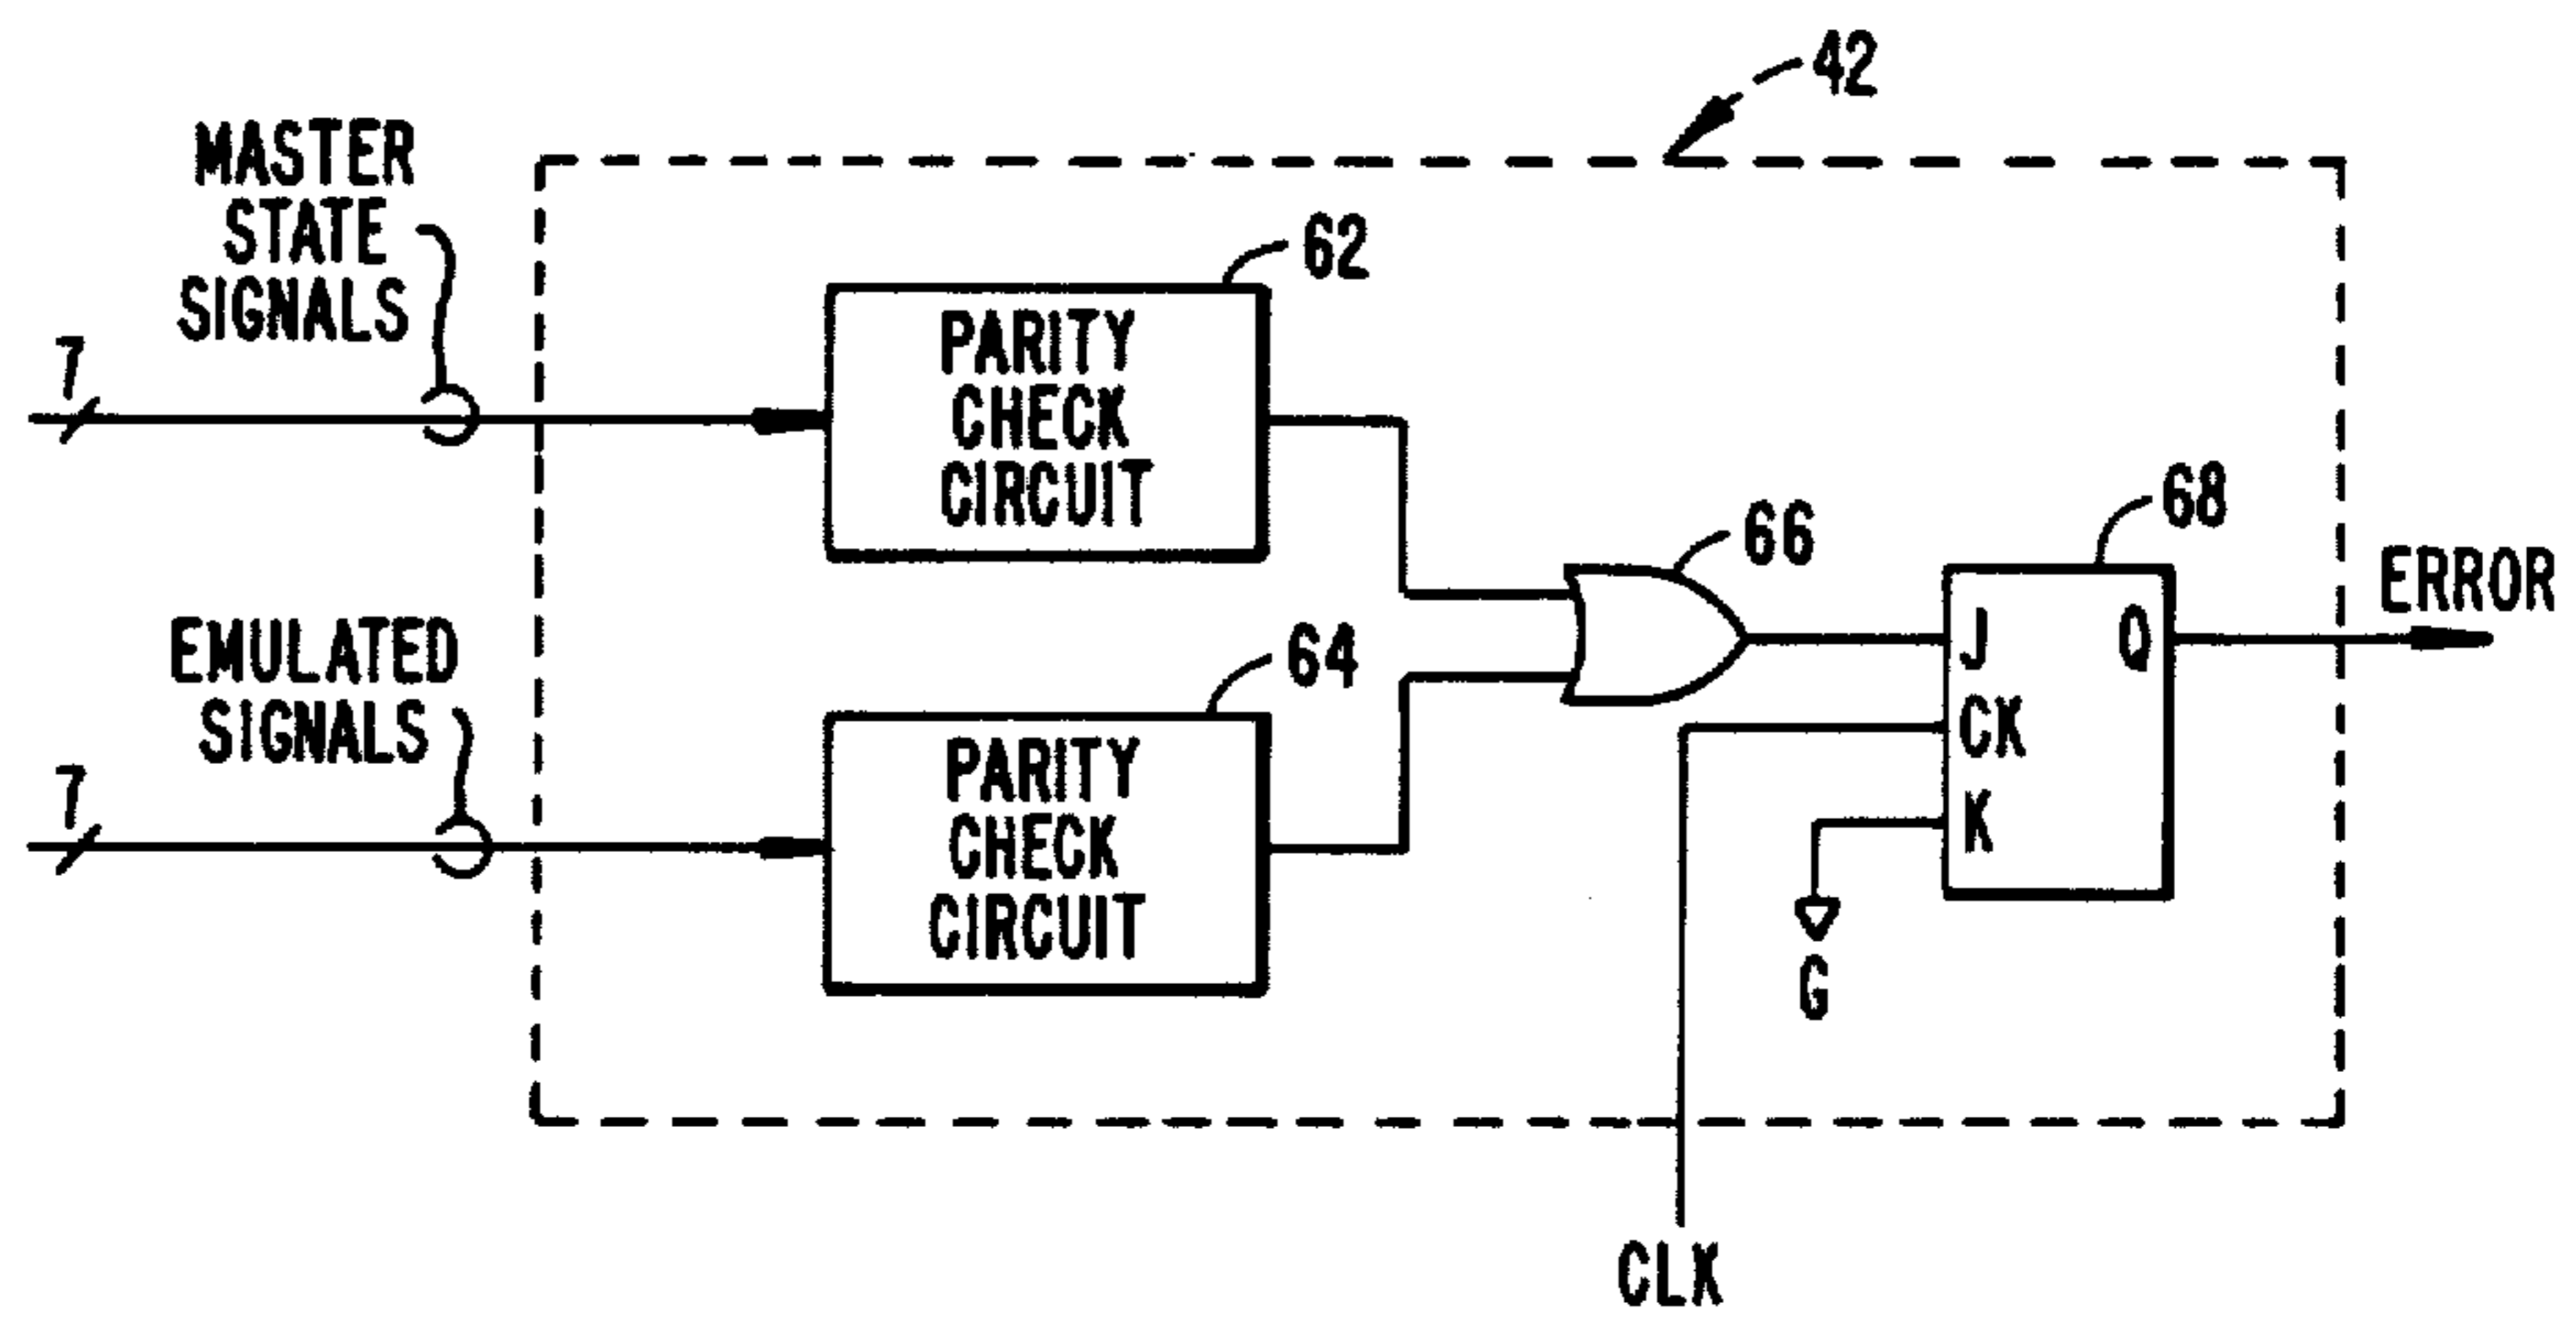 42
MASTER
STATE
SIGNALS
7
62
PARITY
CHECK
CIRCUIT
66
68
ERROR
J Q
CK
K
G
EMULATED
SIGNALS
7
64
PARITY
CHECK
CIRCUIT
CLK